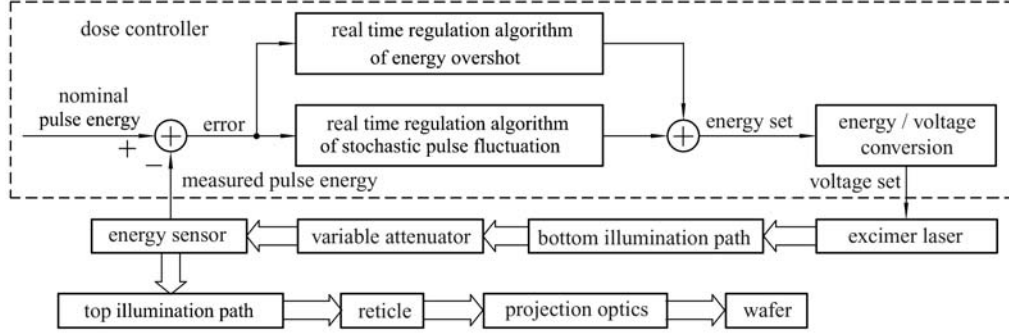 dose controller
real time regulation algorithm
of energy overshot
nominal
pulse energy
+
−
error
real time regulation algorithm
of stochastic pulse fluctuation
energy set
energy / voltage
conversion
measured pulse energy
voltage set
energy sensor
variable attenuator
bottom illumination path
excimer laser
top illumination path
reticle
projection optics
wafer